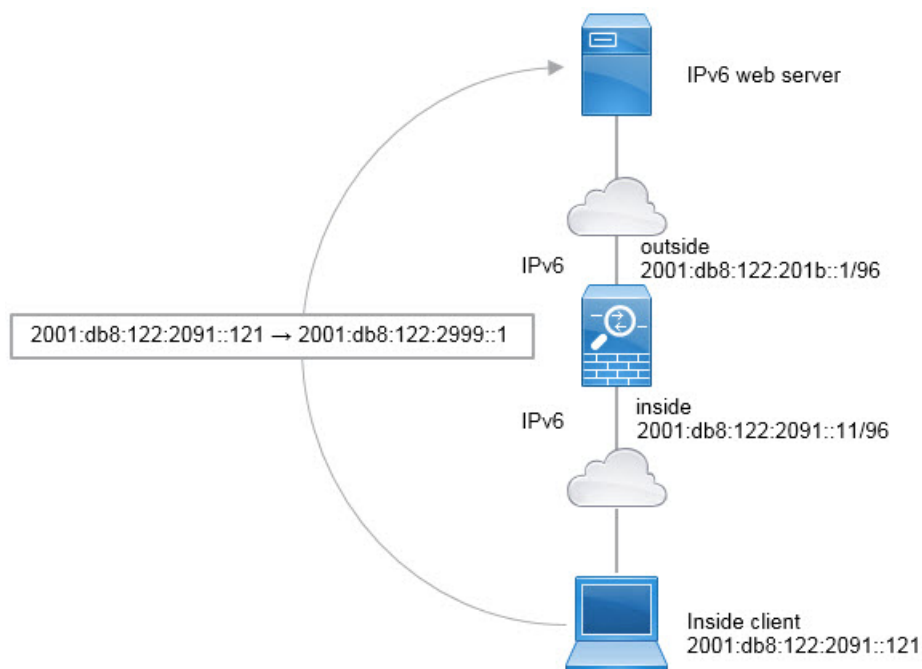 IPv6 web server
outside
IPv6
2001:db8:122:201b::1/96
2001:db8:122:2091::121 → 2001:db8:122:2999::1
inside
IPv6
2001:db8:122:2091::11/96
Inside client
2001:db8:122:2091::121